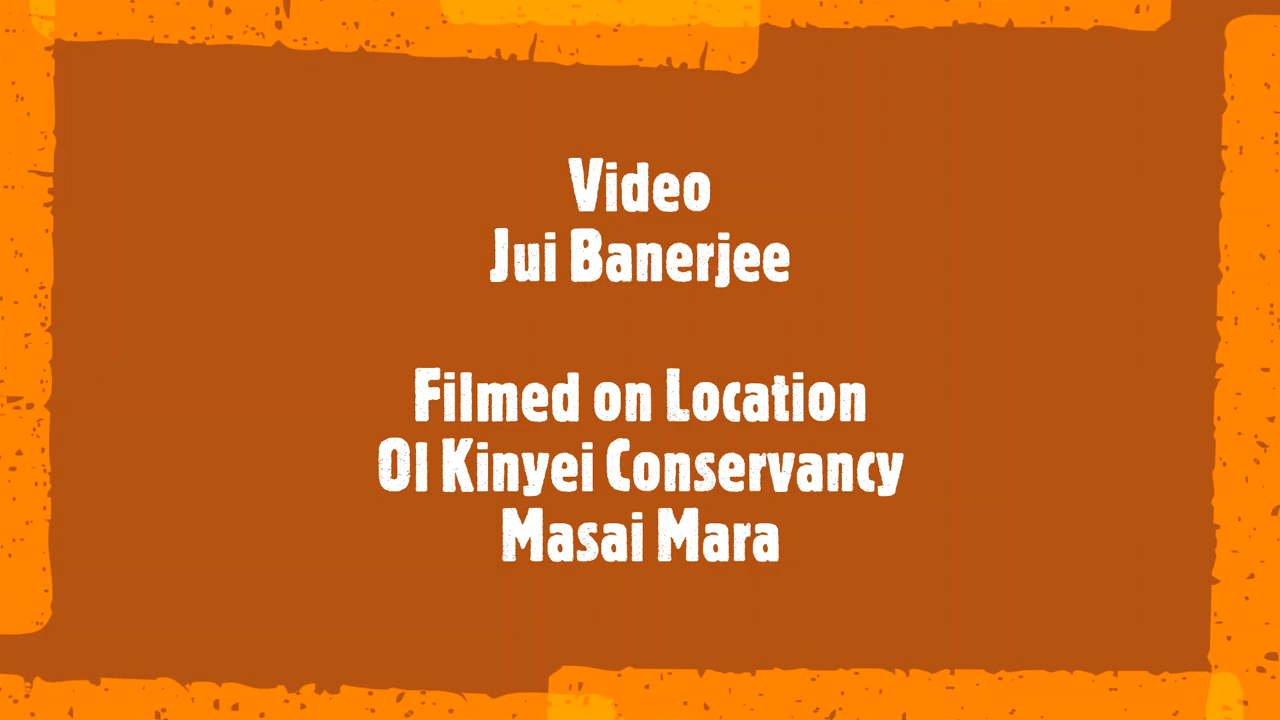 Video
Jui Banerjee
Filmed on Location
Ol Kinyei Conservancy
Masai Mara